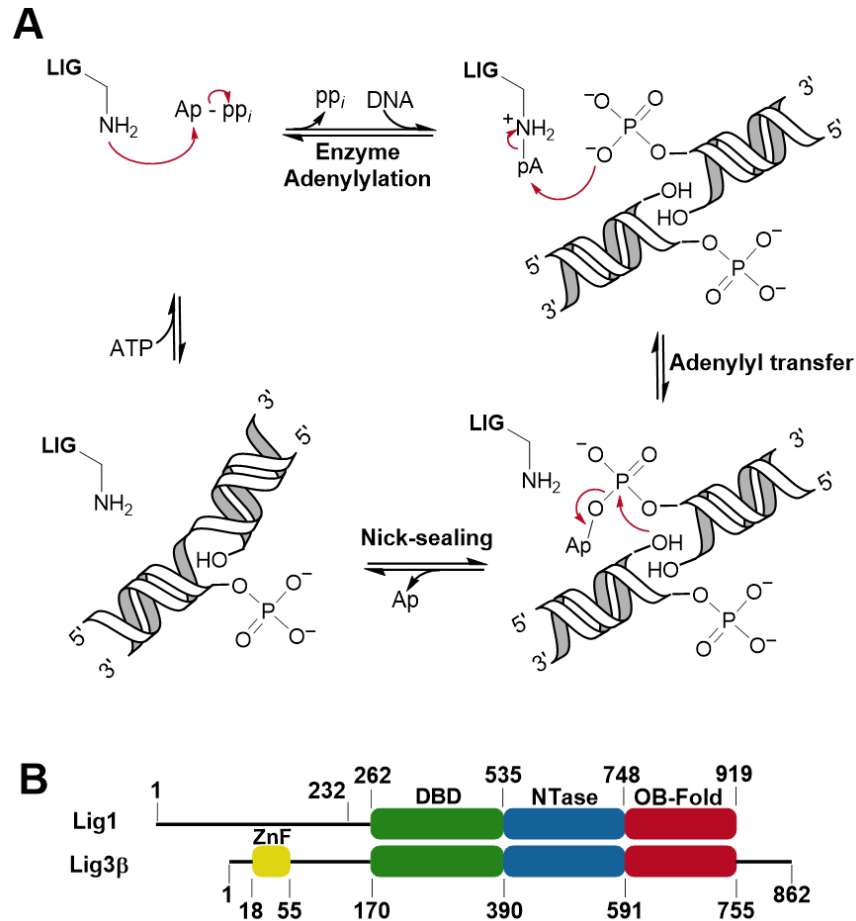 A
LIG
NH2
Ap - ppi
ppi DNA
Enzyme
Adenylylation
LIG
+
NH2
pA
−O
O
P
−O
O
3'
5'
OH
HO
5'
3'
O
O−
P
O
O−
ATP
Adenylyl transfer
LIG
NH2
3'
5'
HO
O
O−
P
O
O−
5'
3'
Nick-sealing
Ap
LIG
NH2
−O
O
P
O
O
Ap
3'
5'
OH
HO
5'
3'
O
O−
P
O
O−
B
1 232 262 535 748 919
DBD NTase OB-Fold
Lig1
ZnF
Lig3β
1 18 55 170 390 591 755 862